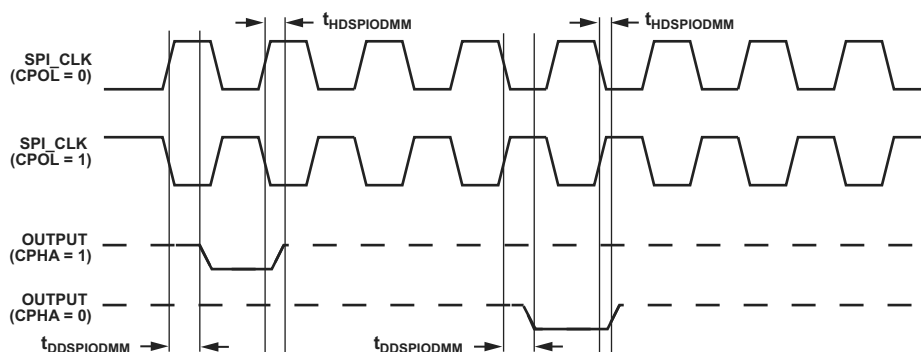 tHDSPIODMM
tHDSPIODMM
SPI_CLK
(CPOL = 0)
SPI_CLK
(CPOL = 1)
OUTPUT
(CPHA = 1)
OUTPUT
(CPHA = 0)
tDDSPIODMM
tDDSPIODMM